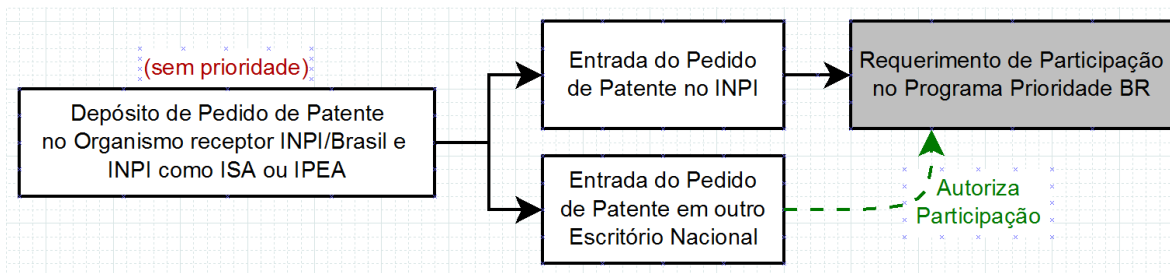 (sem prioridade)
Depósito de Pedido de Patente
no Organismo receptor INPI/Brasil e
INPI como ISA ou IPEA
Entrada do Pedido
de Patente no INPI
Requerimento de Participação
no Programa Prioridade BR
Entrada do Pedido
de Patente em outro
Escritório Nacional
Autoriza
Participação